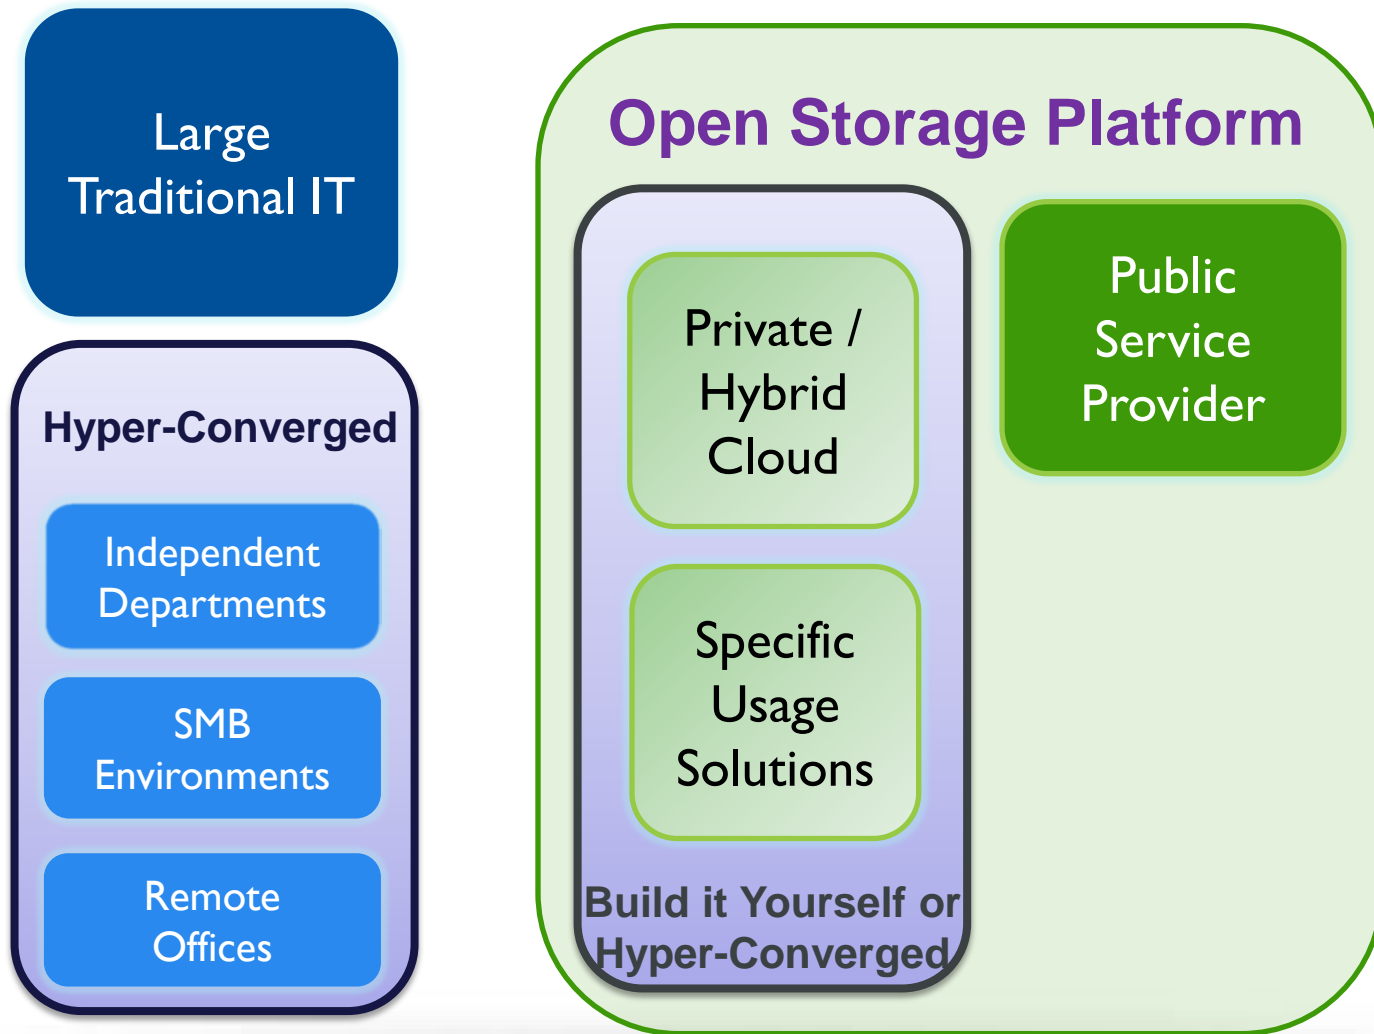 Large
Traditional IT
Hyper-Converged
Independent
Departments
SMB
Environments
Remote
Offices
Open Storage Platform
Private /
Hybrid
Cloud
Specific
Usage
Solutions
Build it Yourself or
Hyper-Converged
Public
Service
Provider